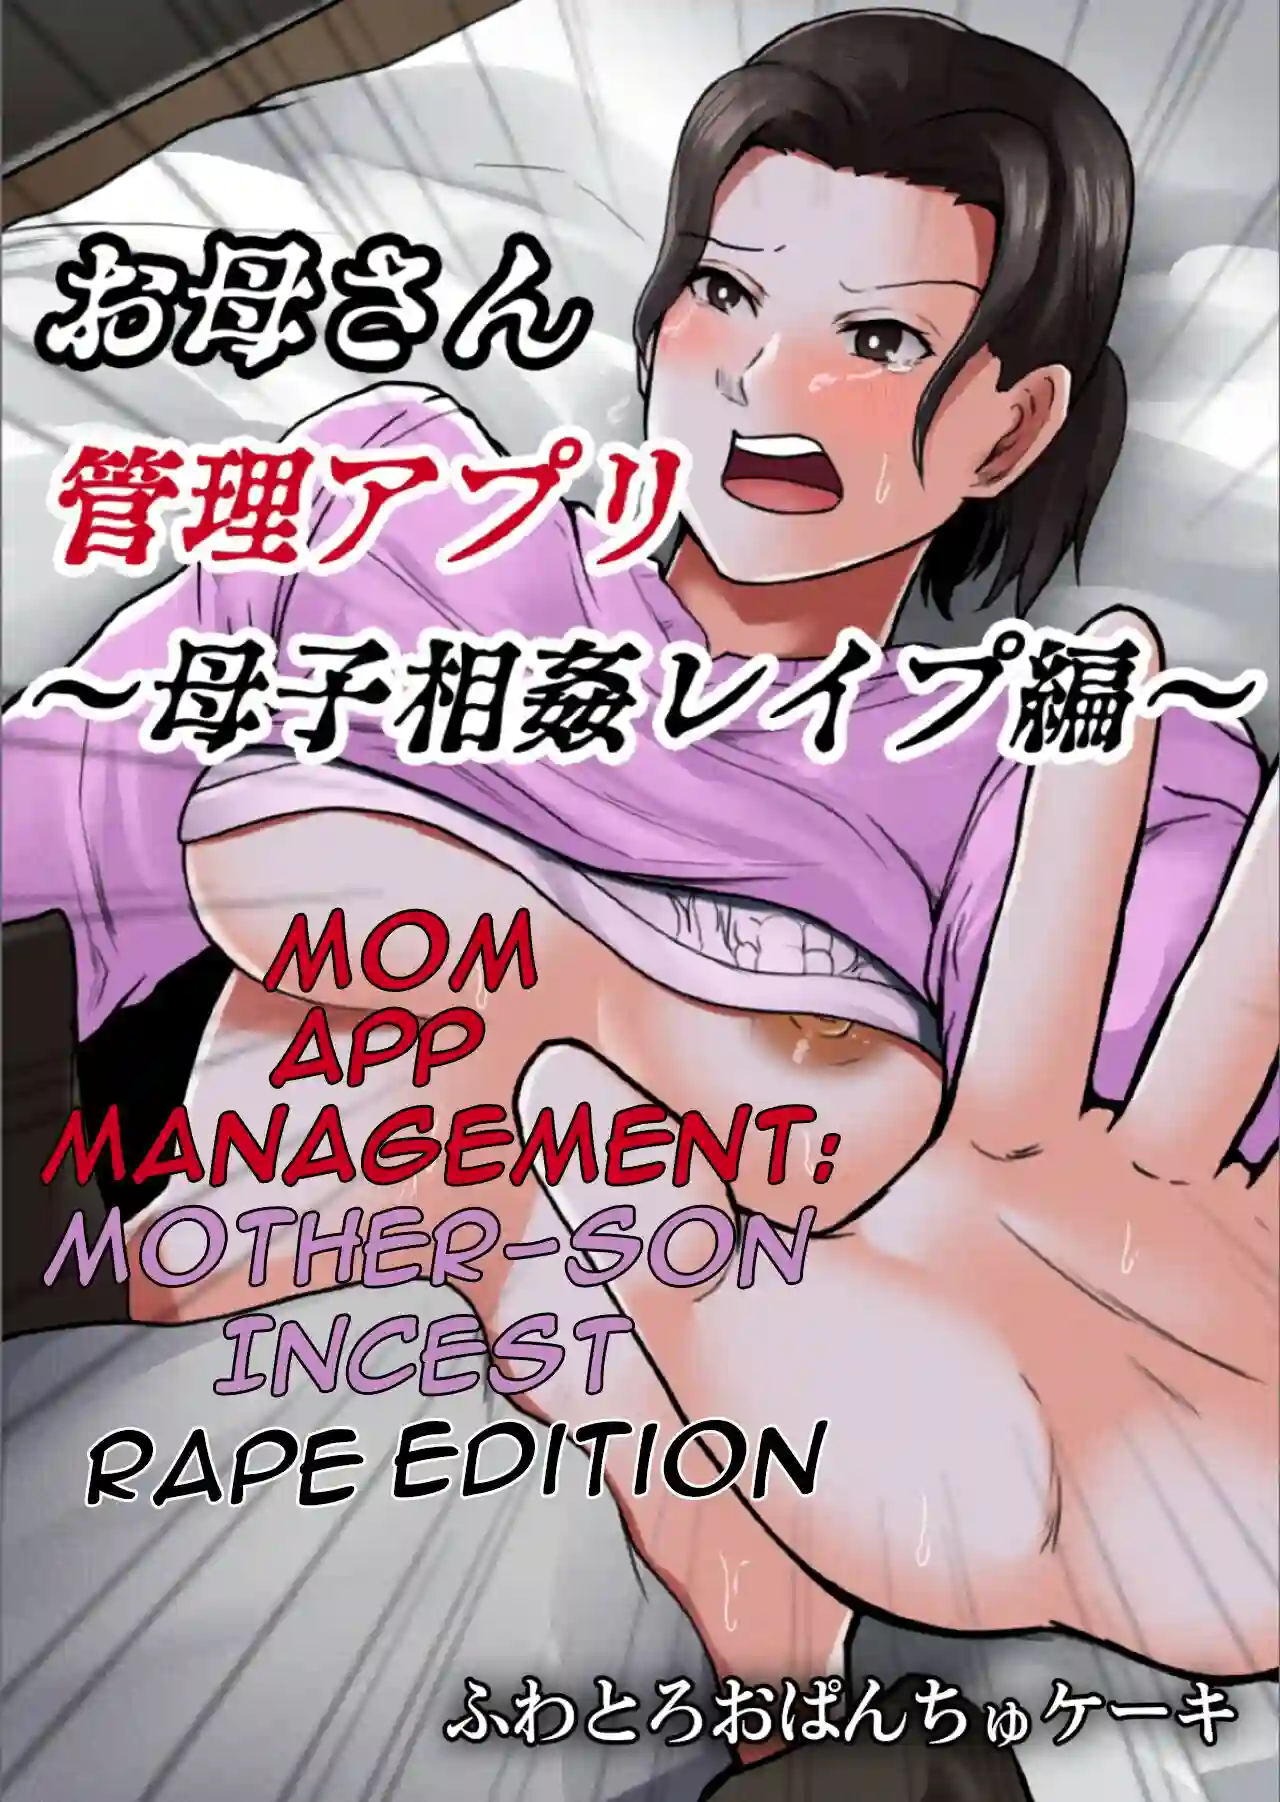 お母さん
管理アプリ
～母子相姦レイプ編～
MOM
APP
MANAGEMENT:
MOTHER-SON
INCEST
RAPE EDITION
ふわとろおぱんちゅケーキ